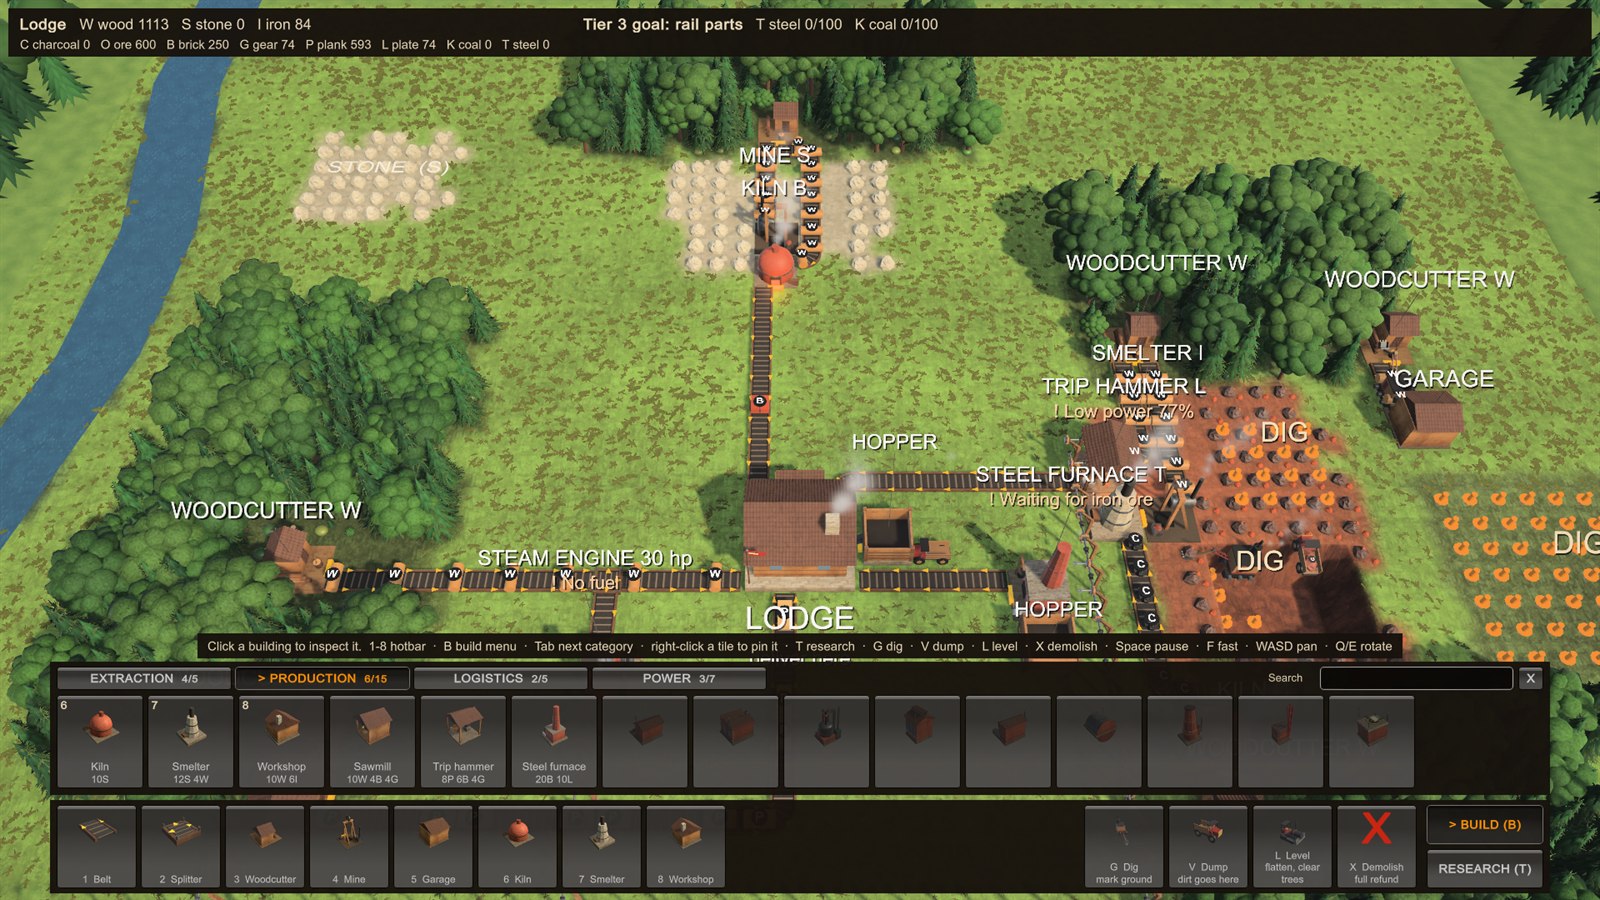 Lodge W wood 1113 S stone 0 I iron 84
C charcoal 0 O ore 600 B brick 250 G gear 74 P plank 593 L plate 74 K coal 0 T steel 0
Tier 3 goal: rail parts T steel 0/100 K coal 0/100
STONE (S)
MINE S
KILN B
WOODCUTTER W
WOODCUTTER W
SMELTER I
TRIP HAMMER L
! Low power 77%
GARAGE
DIG
HOPPER
STEEL FURNACE T
! Waiting for iron ore
WOODCUTTER W
STEAM ENGINE 30 hp
! No fuel
DIG
DIG
HOPPER
LODGE
Click a building to inspect it. 1-8 hotbar · B build menu · Tab next category · right-click a tile to pin it · T research · G dig · V dump · L level · X demolish · Space pause · F fast · WASD pan · Q/E rotate
EXTRACTION 4/5
> PRODUCTION 6/15
LOGISTICS 2/5
POWER 3/7
Search
X
6
Kiln
10S
7
Smelter
12S 4W
8
Workshop
10W 6I
Sawmill
10W 4B 4G
Trip hammer
8P 6B 4G
Steel furnace
20B 10L
1 Belt
2 Splitter
3 Woodcutter
4 Mine
5 Garage
6 Kiln
7 Smelter
8 Workshop
G Dig
mark ground
V Dump
dirt goes here
L Level
flatten, clear
trees
X Demolish
full refund
> BUILD (B)
RESEARCH (T)